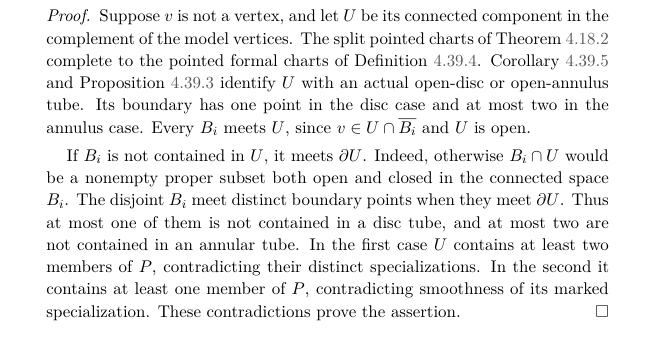 Proof. Suppose v is not a vertex, and let U be its connected component in the
complement of the model vertices. The split pointed charts of Theorem 4.18.2
complete to the pointed formal charts of Definition 4.39.4. Corollary 4.39.5
and Proposition 4.39.3 identify U with an actual open-disc or open-annulus
tube. Its boundary has one point in the disc case and at most two in the
annulus case. Every Bᵢ meets U, since v ∈ U ∩ B̅ᵢ and U is open.
If Bᵢ is not contained in U, it meets ∂U. Indeed, otherwise Bᵢ ∩ U would
be a nonempty proper subset both open and closed in the connected space
Bᵢ. The disjoint Bᵢ meet distinct boundary points when they meet ∂U. Thus
at most one of them is not contained in a disc tube, and at most two are
not contained in an annular tube. In the first case U contains at least two
members of P, contradicting their distinct specializations. In the second it
contains at least one member of P, contradicting smoothness of its marked
specialization. These contradictions prove the assertion. □